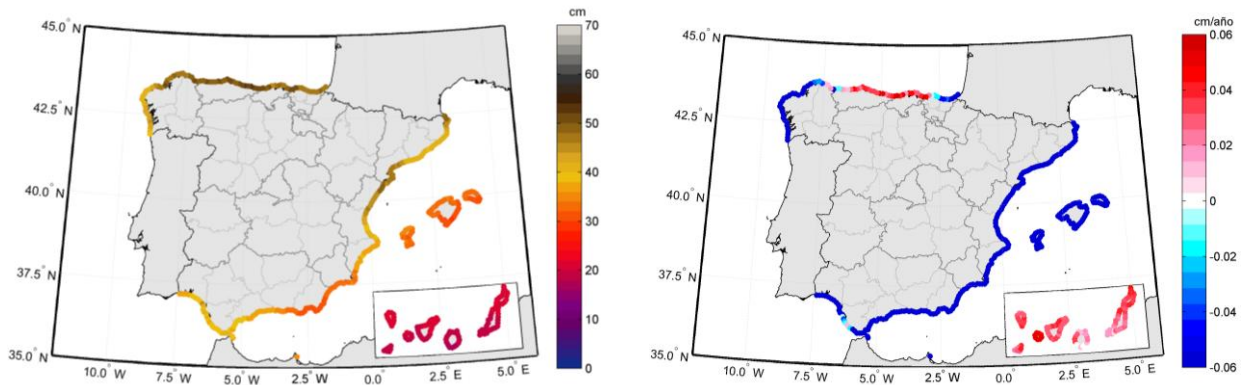 cm
45.0° N
42.5° N
40.0° N
37.5° N
35.0° N
10.0° W
7.5° W
5.0° W
2.5° W
0.0°
2.5° E
5.0° E
70
60
50
40
30
20
10
0
cm/año
45.0° N
42.5° N
40.0° N
37.5° N
35.0° N
10.0° W
7.5° W
5.0° W
2.5° W
0.0°
2.5° E
5.0° E
0.06
0.04
0.02
0
-0.02
-0.04
-0.06